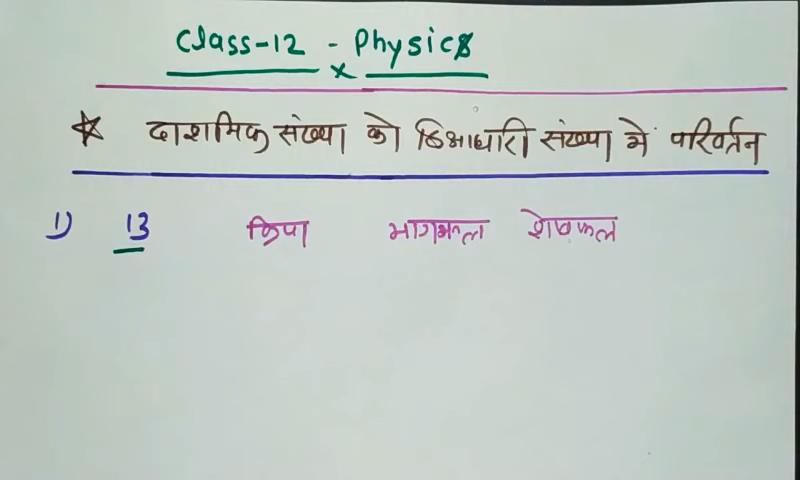 Class-12 - Physics
x
☆ दाशमिक संख्या को द्विआधारी संख्या में परिवर्तन
1) 13 क्रिया भागफल शेषफल